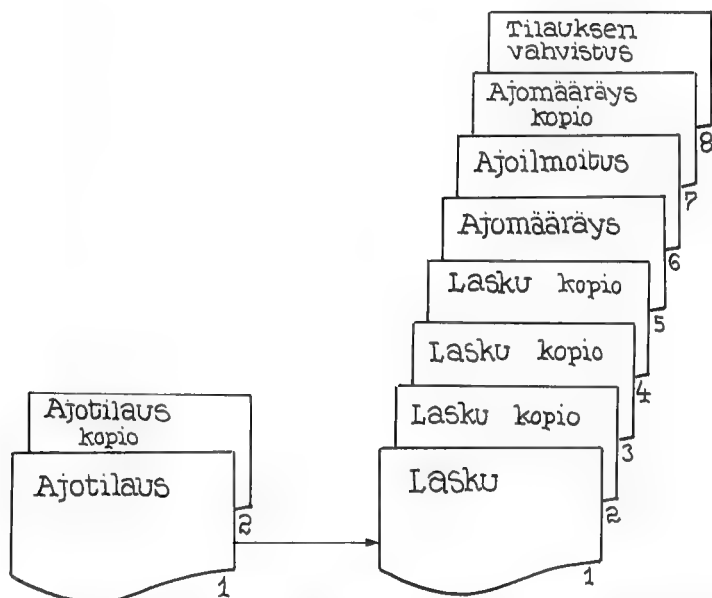 Tilauksen
vahvistus
8
Ajomääräys
kopio
7
Ajoilmoitus
6
Ajomääräys
5
Lasku kopio
4
Lasku kopio
3
Lasku kopio
2
Lasku
1
Ajotilaus
kopio
2
Ajotilaus
1